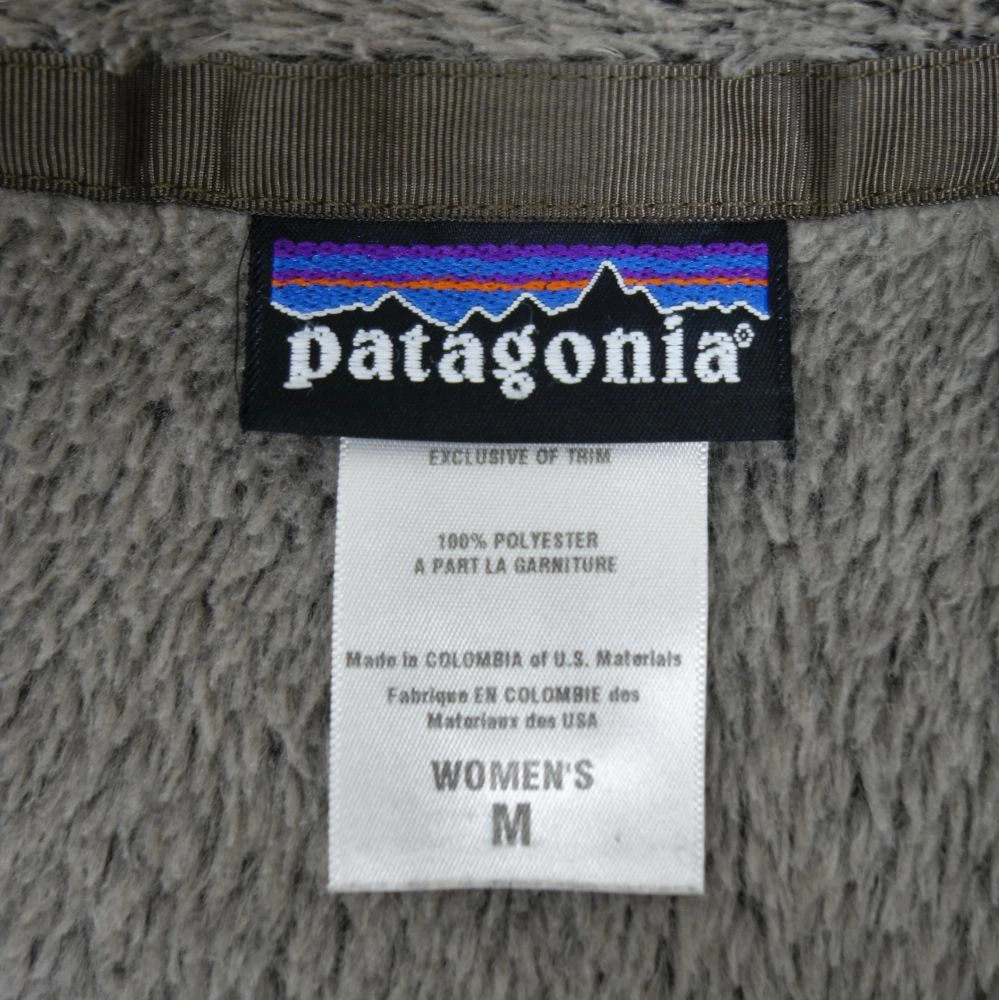 patagonia®
EXCLUSIVE OF TRIM
100% POLYESTER
A PART LA GARNITURE
Made in COLOMBIA of U.S. Materials
Fabrique EN COLOMBIE des
Materiaux des USA
WOMEN'S
M